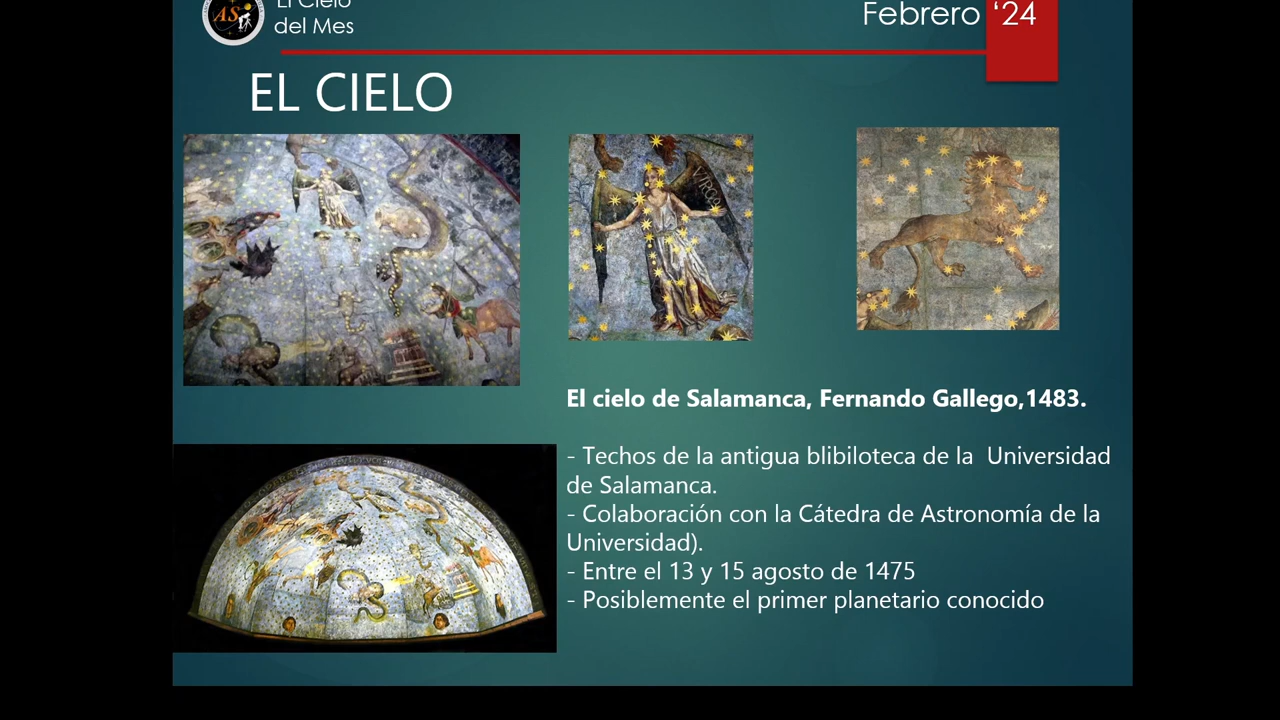 El Cielo
del Mes
Febrero ‘24
AS
EL CIELO
VIRGO
El cielo de Salamanca, Fernando Gallego,1483.
- Techos de la antigua blibiloteca de la  Universidad
de Salamanca.
- Colaboración con la Cátedra de Astronomía de la
Universidad).
- Entre el 13 y 15 agosto de 1475
- Posiblemente el primer planetario conocido